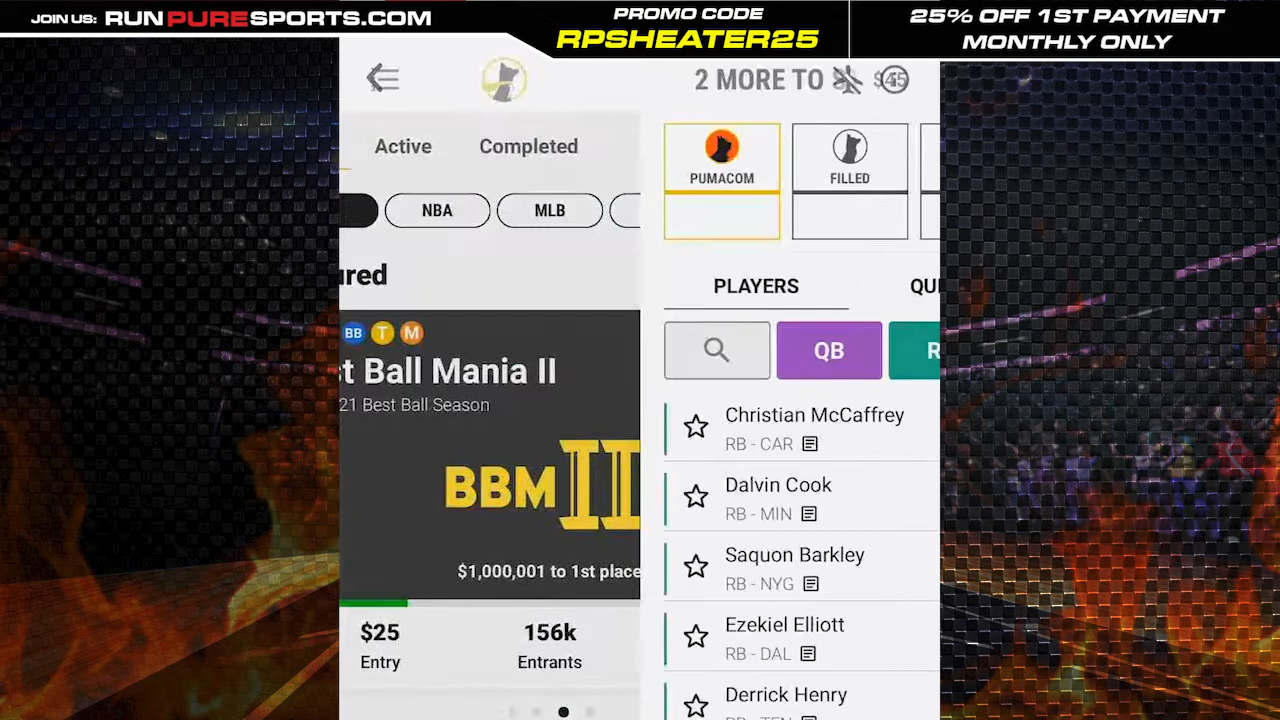 JOIN US: RUNPURESPORTS.COM
PROMO CODE
RPSHEATER25
25% OFF 1ST PAYMENT
MONTHLY ONLY
Active
Completed
NBA
MLB
ured
BB T M
t Ball Mania II
21 Best Ball Season
BBM II
$1,000,001 to 1st place
$25
Entry
156k
Entrants
2 MORE TO
PUMACOM
FILLED
PLAYERS
QU
QB
R
Christian McCaffrey
RB - CAR
Dalvin Cook
RB - MIN
Saquon Barkley
RB - NYG
Ezekiel Elliott
RB - DAL
Derrick Henry